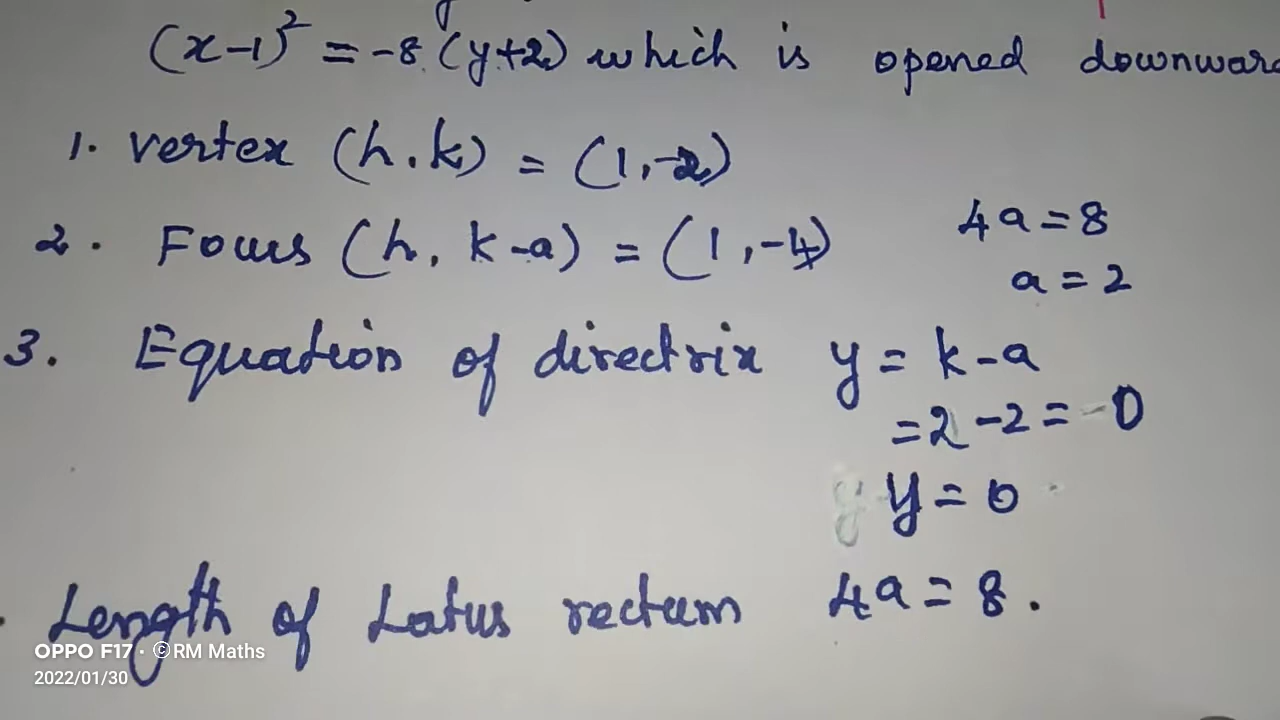 (x-1)² = -8 (y+2) which is opened downward
1. vertex (h, k) = (1, -2)
2. Focus (h, k-a) = (1, -4)
4a = 8
a = 2
3. Equation of directrix y = k-a
= 2 - 2 = 0
y = 0
Length of Latus rectum 4a = 8.
OPPO F17 · ©RM Maths
2022/01/30